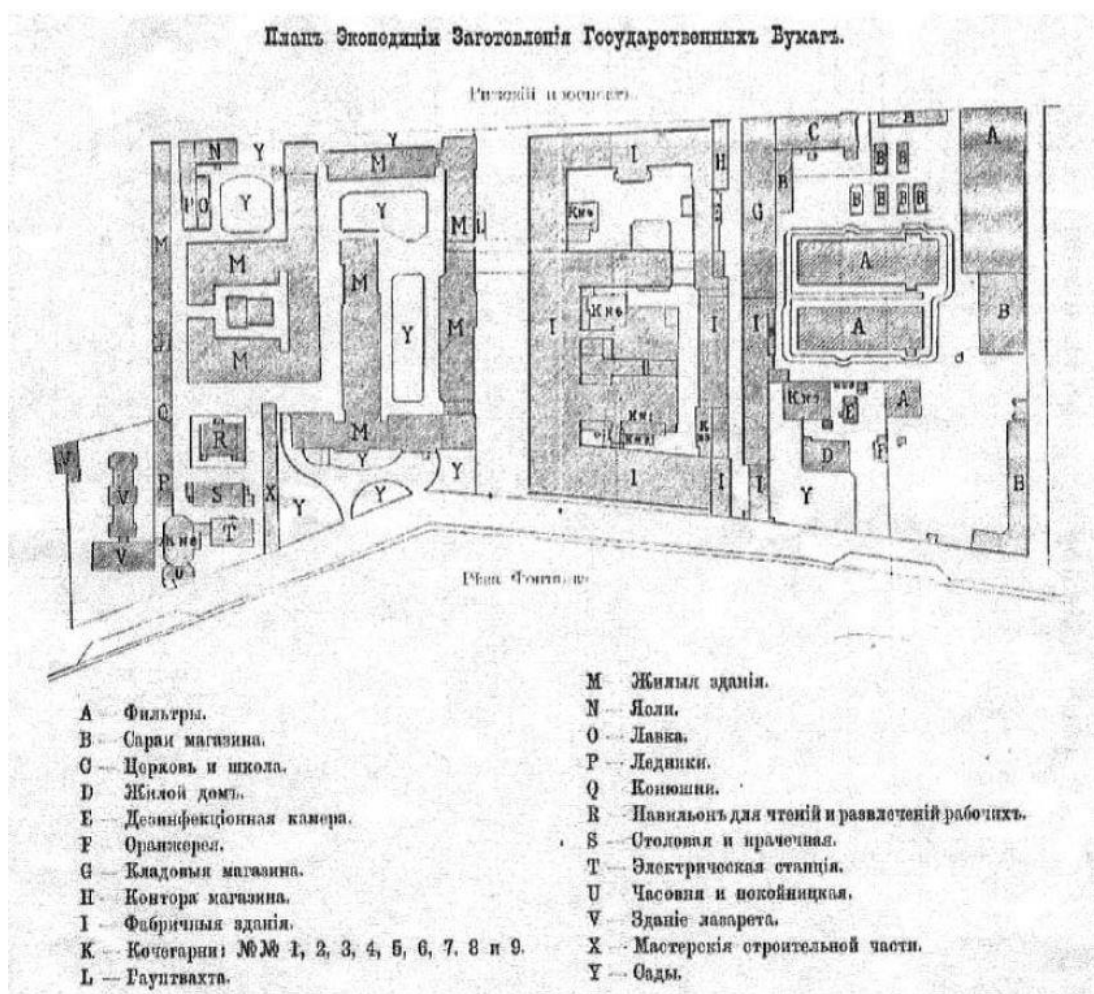 Планъ Экспедиціи Заготовленія Государственныхъ Бумагъ.
Рижскій проспектъ.
N Y Y M C A A
M P O Y Y M L I H B B B
Y M M Кн9 E G B B B B B
M M Y M I Кн6 I I A B
Q R M A
P S X Y Y Y I I I D Y B
V V T
V U
Рѣка Фонтанка
A — Фильтры.
B — Сараи магазина.
C — Церковь и школа.
D — Жилой домъ.
E — Дезинфекціонная камера.
F — Оранжерея.
G — Кладовыя магазина.
H — Контора магазина.
I — Фабричныя зданія.
K — Кочегарни: №№ 1, 2, 3, 4, 5, 6, 7, 8 и 9.
L — Гауптвахта.
M — Жилыя зданія.
N — Ясли.
O — Лавка.
P — Ледники.
Q — Конюшни.
R — Павильонъ для чтеній и развлеченій рабочихъ.
S — Столовая и прачечная.
T — Электрическая станція.
U — Часовня и покойницкая.
V — Зданіе лазарета.
X — Мастерскія строительной части.
Y — Сады.